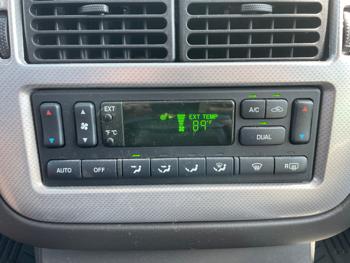 EXT
EXT TEMP
89°F
A/C
°F/°C
DUAL
AUTO
OFF
R